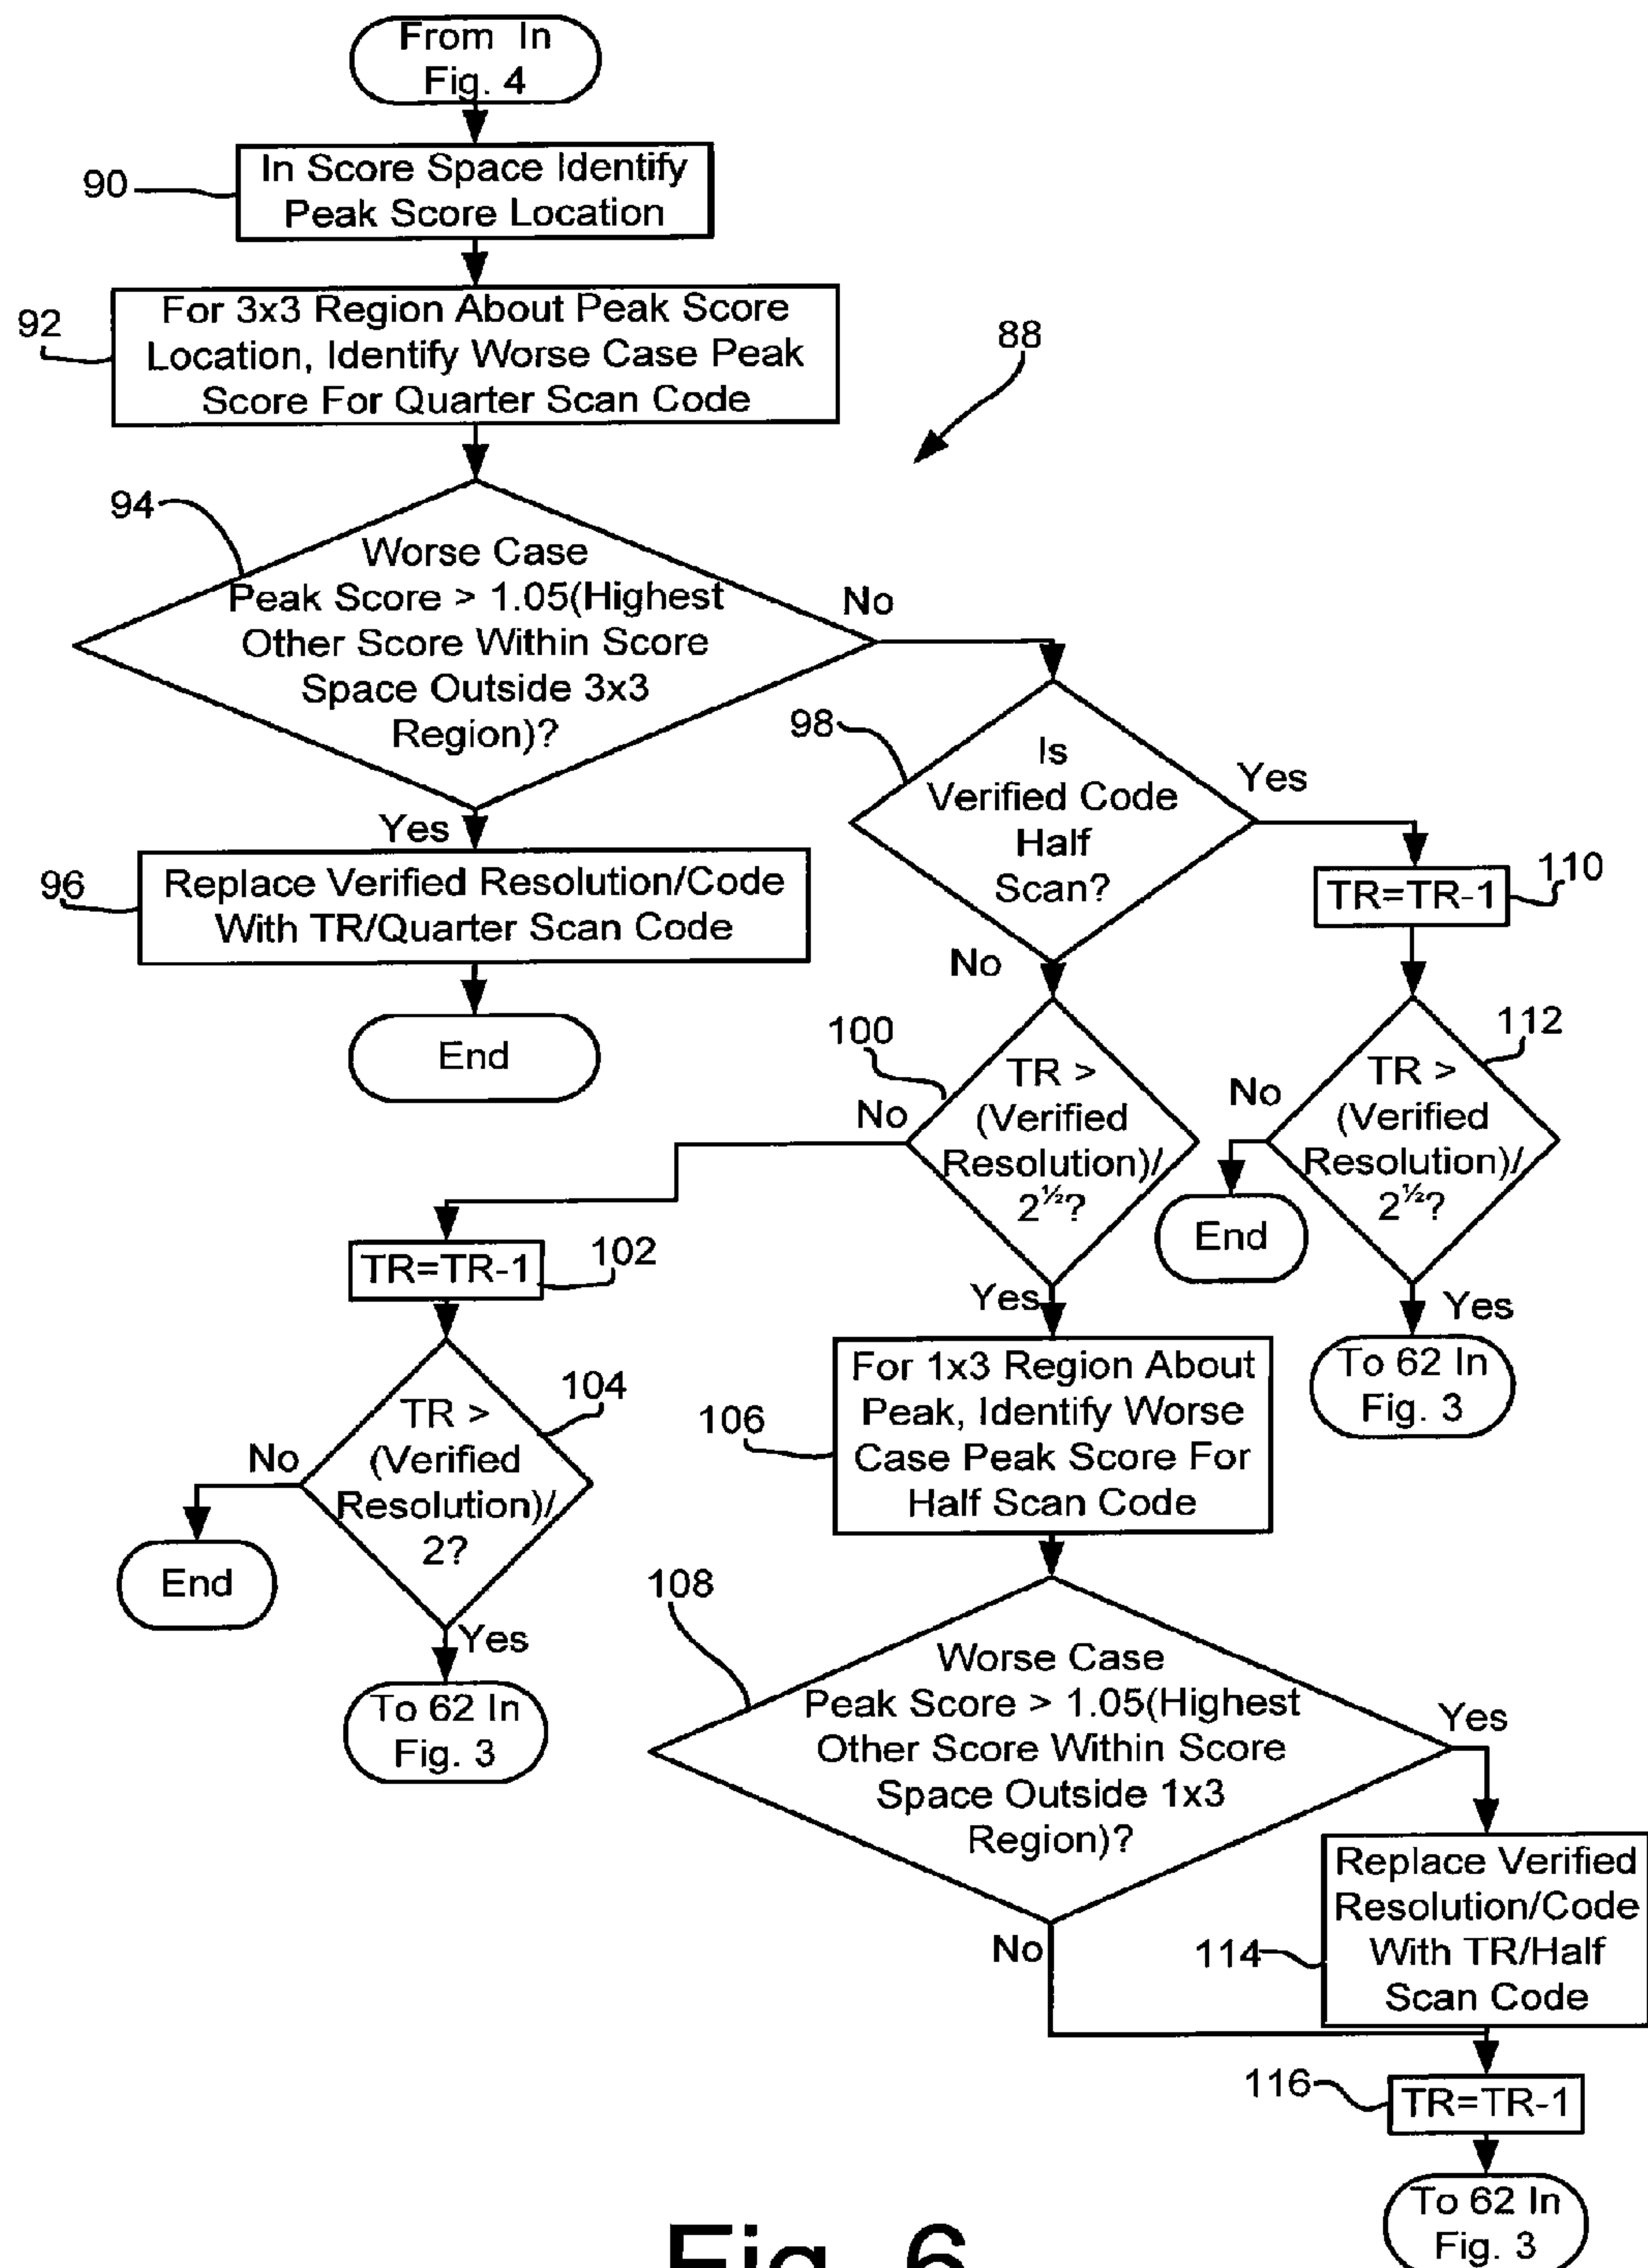 From In
Fig. 4
90
In Score Space Identify
Peak Score Location
92
For 3x3 Region About Peak Score
Location, Identify Worse Case Peak
Score For Quarter Scan Code
88
94
Worse Case
Peak Score > 1.05(Highest
Other Score Within Score
Space Outside 3x3
Region)?
No
Yes
96
Replace Verified Resolution/Code
With TR/Quarter Scan Code
End
98
Is
Verified Code
Half
Scan?
Yes
No
110
TR=TR-1
112
TR >
(Verified
Resolution)/
2^½?
No
End
Yes
To 62 In
Fig. 3
100
TR >
(Verified
Resolution)/
2^½?
No
Yes
102
TR=TR-1
104
TR >
(Verified
Resolution)/
2?
No
End
Yes
To 62 In
Fig. 3
106
For 1x3 Region About
Peak, Identify Worse
Case Peak Score For
Half Scan Code
108
Worse Case
Peak Score > 1.05(Highest
Other Score Within Score
Space Outside 1x3
Region)?
Yes
No
114
Replace Verified
Resolution/Code
With TR/Half
Scan Code
116
TR=TR-1
To 62 In
Fig. 3
Fig. 6